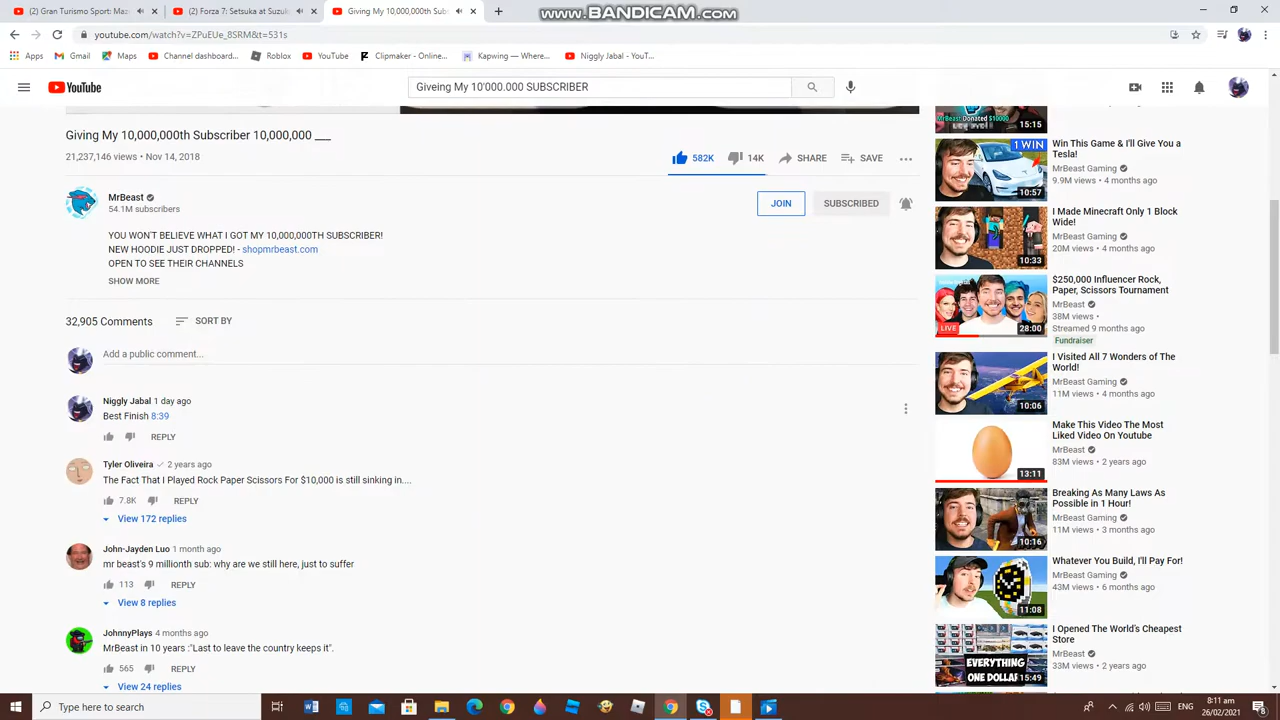 (2) Gran Turismo Sport: Maz
(2) Forza 7: Setsuka at Suzuk
Giving My 10,000,000th Sub
www.BANDICAM.com
youtube.com/watch?v=ZPuEUe_8SRM&t=531s
Apps Gmail Maps Channel dashboard... Roblox YouTube Clipmaker - Online... Kapwing — Where... Niggly Jabal - YouT...
YouTube
Giveing My 10'000.000 SUBSCRIBER
Giving My 10,000,000th Subscriber 10,000,000 ___
21,237,146 views • Nov 14, 2018
582K 14K SHARE SAVE
MrBeast
54.1M subscribers
JOIN SUBSCRIBED
YOU WON'T BELIEVE WHAT I GOT MY 10,000,000TH SUBSCRIBER!
NEW HOODIE JUST DROPPED! - shopmrbeast.com
OPEN TO SEE THEIR CHANNELS
SHOW MORE
32,905 Comments SORT BY
Add a public comment...
Niggly Jabal 1 day ago
Best Finish 8:39
REPLY
Tyler Oliveira 2 years ago
The Fact That I Played Rock Paper Scissors For $10,000 is still sinking in....
7.8K REPLY
View 172 replies
John-Jayden Luo 1 month ago
mr beast's 9 millionth sub: why are we still here, just to suffer
113 REPLY
View 8 replies
JohnnyPlays 4 months ago
MrBeast in 10 years :"Last to leave the country keeps it".
565 REPLY
View 24 replies
MrBeast Donated $10000
15:15
1 WIN
10:57
Win This Game & I'll Give You a
Tesla!
MrBeast Gaming
9.9M views • 4 months ago
10:33
I Made Minecraft Only 1 Block
Wide!
MrBeast Gaming
20M views • 4 months ago
LIVE
28:00
$250,000 Influencer Rock,
Paper, Scissors Tournament
MrBeast
38M views •
Streamed 9 months ago
Fundraiser
10:06
I Visited All 7 Wonders of The
World!
MrBeast Gaming
11M views • 4 months ago
13:11
Make This Video The Most
Liked Video On Youtube
MrBeast
83M views • 2 years ago
10:16
Breaking As Many Laws As
Possible in 1 Hour!
MrBeast Gaming
11M views • 3 months ago
11:08
Whatever You Build, I'll Pay For!
MrBeast Gaming
43M views • 6 months ago
EVERYTHING
ONE DOLLAR
15:49
I Opened The World's Cheapest
Store
MrBeast
33M views • 2 years ago
Type here to search
ENG
8:11 am
26/02/2021
8